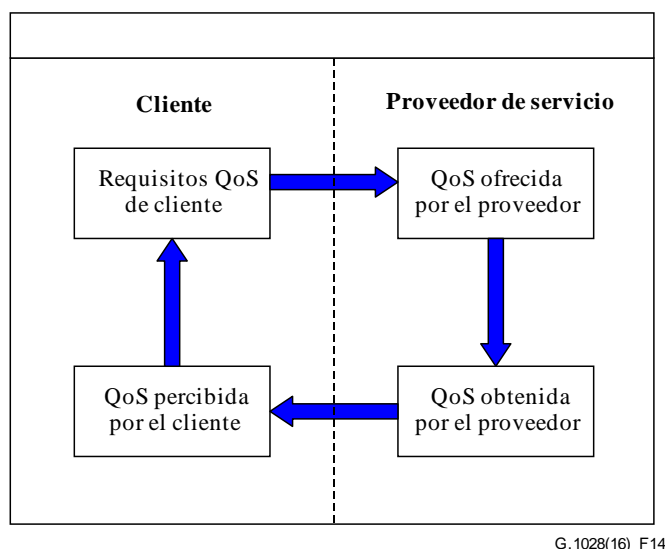 Cliente
Proveedor de servicio
Requisitos QoS
de cliente
QoS ofrecida
por el proveedor
QoS percibida
por el cliente
QoS obtenida
por el proveedor
G.1028(16)_F14